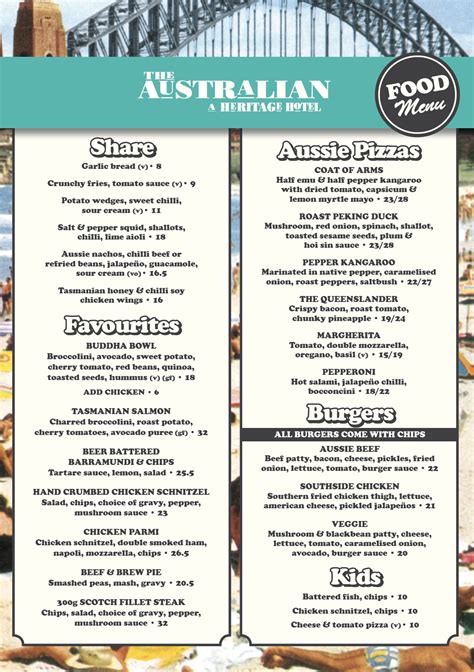 THE
AUSTRALIAN
A HERITAGE HOTEL
FOOD
Menu
Share
Garlic bread (v) • 8
Crunchy fries, tomato sauce (v) • 9
Potato wedges, sweet chilli,
sour cream (v) • 11
Salt & pepper squid, shallots,
chilli, lime aioli • 18
Aussie nachos, chilli beef or
refried beans, jalapeño, guacamole,
sour cream (vo) • 16.5
Tasmanian honey & chilli soy
chicken wings • 16
Favourites
BUDDHA BOWL
Broccolini, avocado, sweet potato,
cherry tomato, red beans, quinoa,
toasted seeds, hummus (v) (gf) • 18
ADD CHICKEN • 6
TASMANIAN SALMON
Charred broccolini, roast potato,
cherry tomatoes, avocado puree (gf) • 32
BEER BATTERED
BARRAMUNDI & CHIPS
Tartare sauce, lemon, salad • 25.5
HAND CRUMBED CHICKEN SCHNITZEL
Salad, chips, choice of gravy, pepper,
mushroom sauce • 23
CHICKEN PARMI
Chicken schnitzel, double smoked ham,
napoli, mozzarella, chips • 26.5
BEEF & BREW PIE
Smashed peas, mash, gravy • 20.5
300g SCOTCH FILLET STEAK
Chips, salad, choice of gravy, pepper,
mushroom sauce • 32
Aussie Pizzas
COAT OF ARMS
Half emu & half pepper kangaroo
with dried tomato, capsicum &
lemon myrtle mayo • 23/28
ROAST PEKING DUCK
Mushroom, red onion, spinach, shallot,
toasted sesame seeds, plum &
hoi sin sauce • 23/28
PEPPER KANGAROO
Marinated in native pepper, caramelised
onion, roast peppers, saltbush • 22/27
THE QUEENSLANDER
Crispy bacon, roast tomato,
chunky pineapple • 19/24
MARGHERITA
Tomato, double mozzarella,
oregano, basil (v) • 15/19
PEPPERONI
Hot salami, jalapeño chilli,
bocconcini • 18/22
Burgers
ALL BURGERS COME WITH CHIPS
AUSSIE BEEF
Beef patty, bacon, cheese, pickles, fried
onion, lettuce, tomato, burger sauce • 22
SOUTHSIDE CHICKEN
Southern fried chicken thigh, lettuce,
american cheese, pickled jalapeños • 21
VEGGIE
Mushroom & blackbean patty, cheese,
lettuce, tomato, caramelised onion,
avocado, burger sauce • 20
Kids
Battered fish, chips • 10
Chicken schnitzel, chips • 10
Cheese & tomato pizza (v) • 10